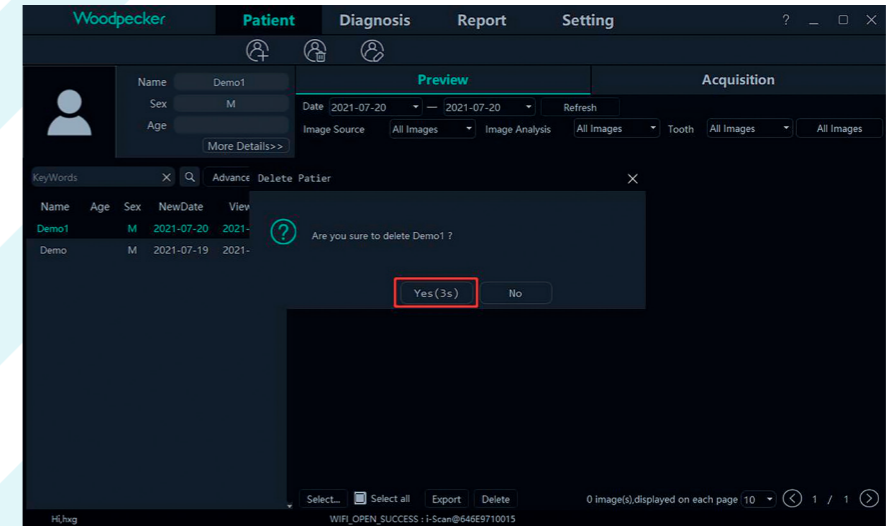 Woodpecker Patient Diagnosis Report Setting ?
Name Demo1
Sex M
Age
More Details>>
Preview Acquisition
Date 2021-07-20 — 2021-07-20 Refresh
Image Source All Images Image Analysis All Images Tooth All Images All Images
KeyWords Advance
Delete Patier
Name Age Sex NewDate View
Demo1 M 2021-07-20 2021-
Demo M 2021-07-19 2021-
Are you sure to delete Demo1 ?
Yes(3s) No
Select... Select all Export Delete 0 image(s),displayed on each page 10 1 / 1
Hi,hxg WIFI_OPEN_SUCCESS : i-Scan@646E9710015